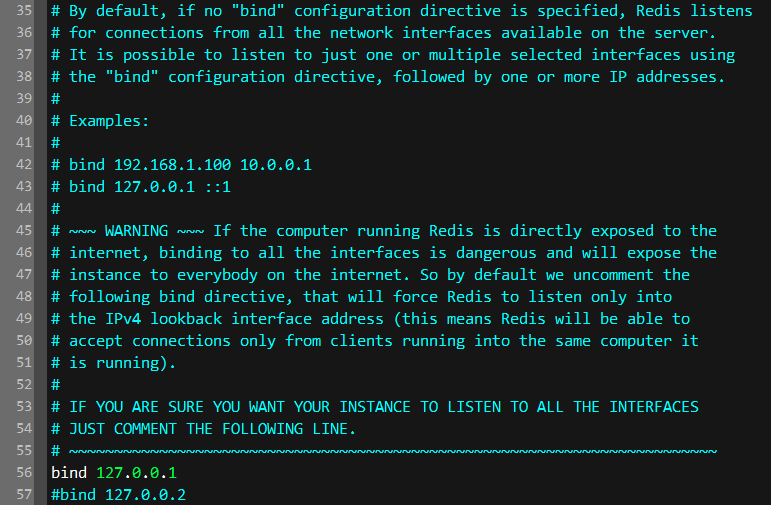 35 # By default, if no "bind" configuration directive is specified, Redis listens
36 # for connections from all the network interfaces available on the server.
37 # It is possible to listen to just one or multiple selected interfaces using
38 # the "bind" configuration directive, followed by one or more IP addresses.
39 #
40 # Examples:
41 #
42 # bind 192.168.1.100 10.0.0.1
43 # bind 127.0.0.1 ::1
44 #
45 # ~~~ WARNING ~~~ If the computer running Redis is directly exposed to the
46 # internet, binding to all the interfaces is dangerous and will expose the
47 # instance to everybody on the internet. So by default we uncomment the
48 # following bind directive, that will force Redis to listen only into
49 # the IPv4 lookback interface address (this means Redis will be able to
50 # accept connections only from clients running into the same computer it
51 # is running).
52 #
53 # IF YOU ARE SURE YOU WANT YOUR INSTANCE TO LISTEN TO ALL THE INTERFACES
54 # JUST COMMENT THE FOLLOWING LINE.
55 # ~~~~~~~~~~~~~~~~~~~~~~~~~~~~~~~~~~~~~~~~~~~~~~~~~~~~~~~~~~~~~~~~~~~~~~~~
56 bind 127.0.0.1
57 #bind 127.0.0.2